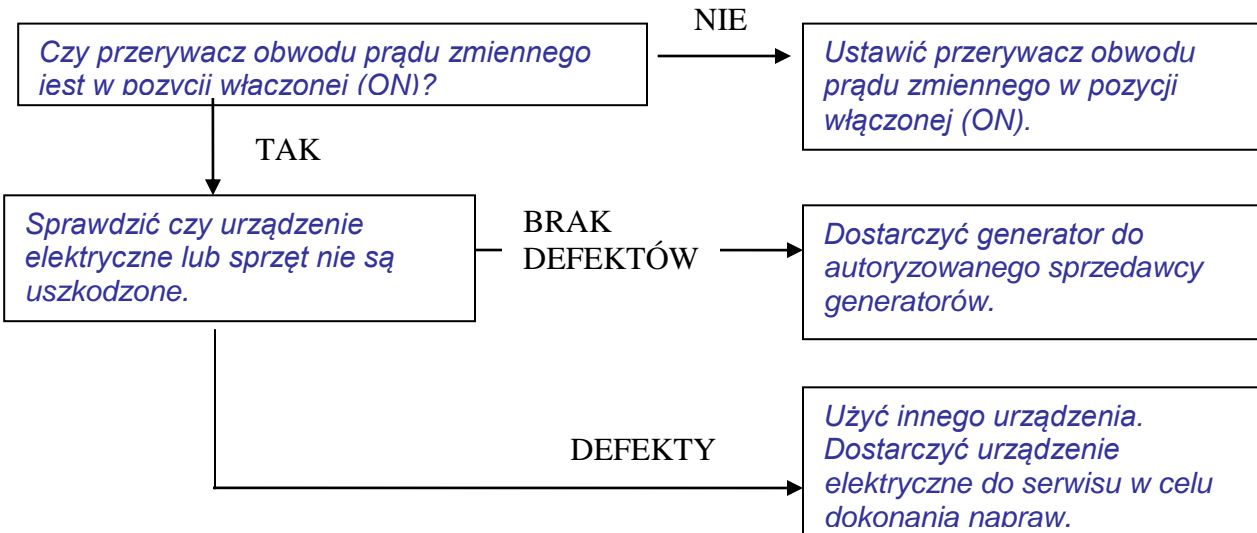 NIE
Czy przerywacz obwodu prądu zmiennego
jest w pozycji włączonej (ON)?
Ustawić przerywacz obwodu
prądu zmiennego w pozycji
włączonej (ON).
TAK
Sprawdzić czy urządzenie
elektryczne lub sprzęt nie są
uszkodzone.
BRAK
DEFEKTÓW
Dostarczyć generator do
autoryzowanego sprzedawcy
generatorów.
DEFEKTY
Użyć innego urządzenia.
Dostarczyć urządzenie
elektryczne do serwisu w celu
dokonania napraw.